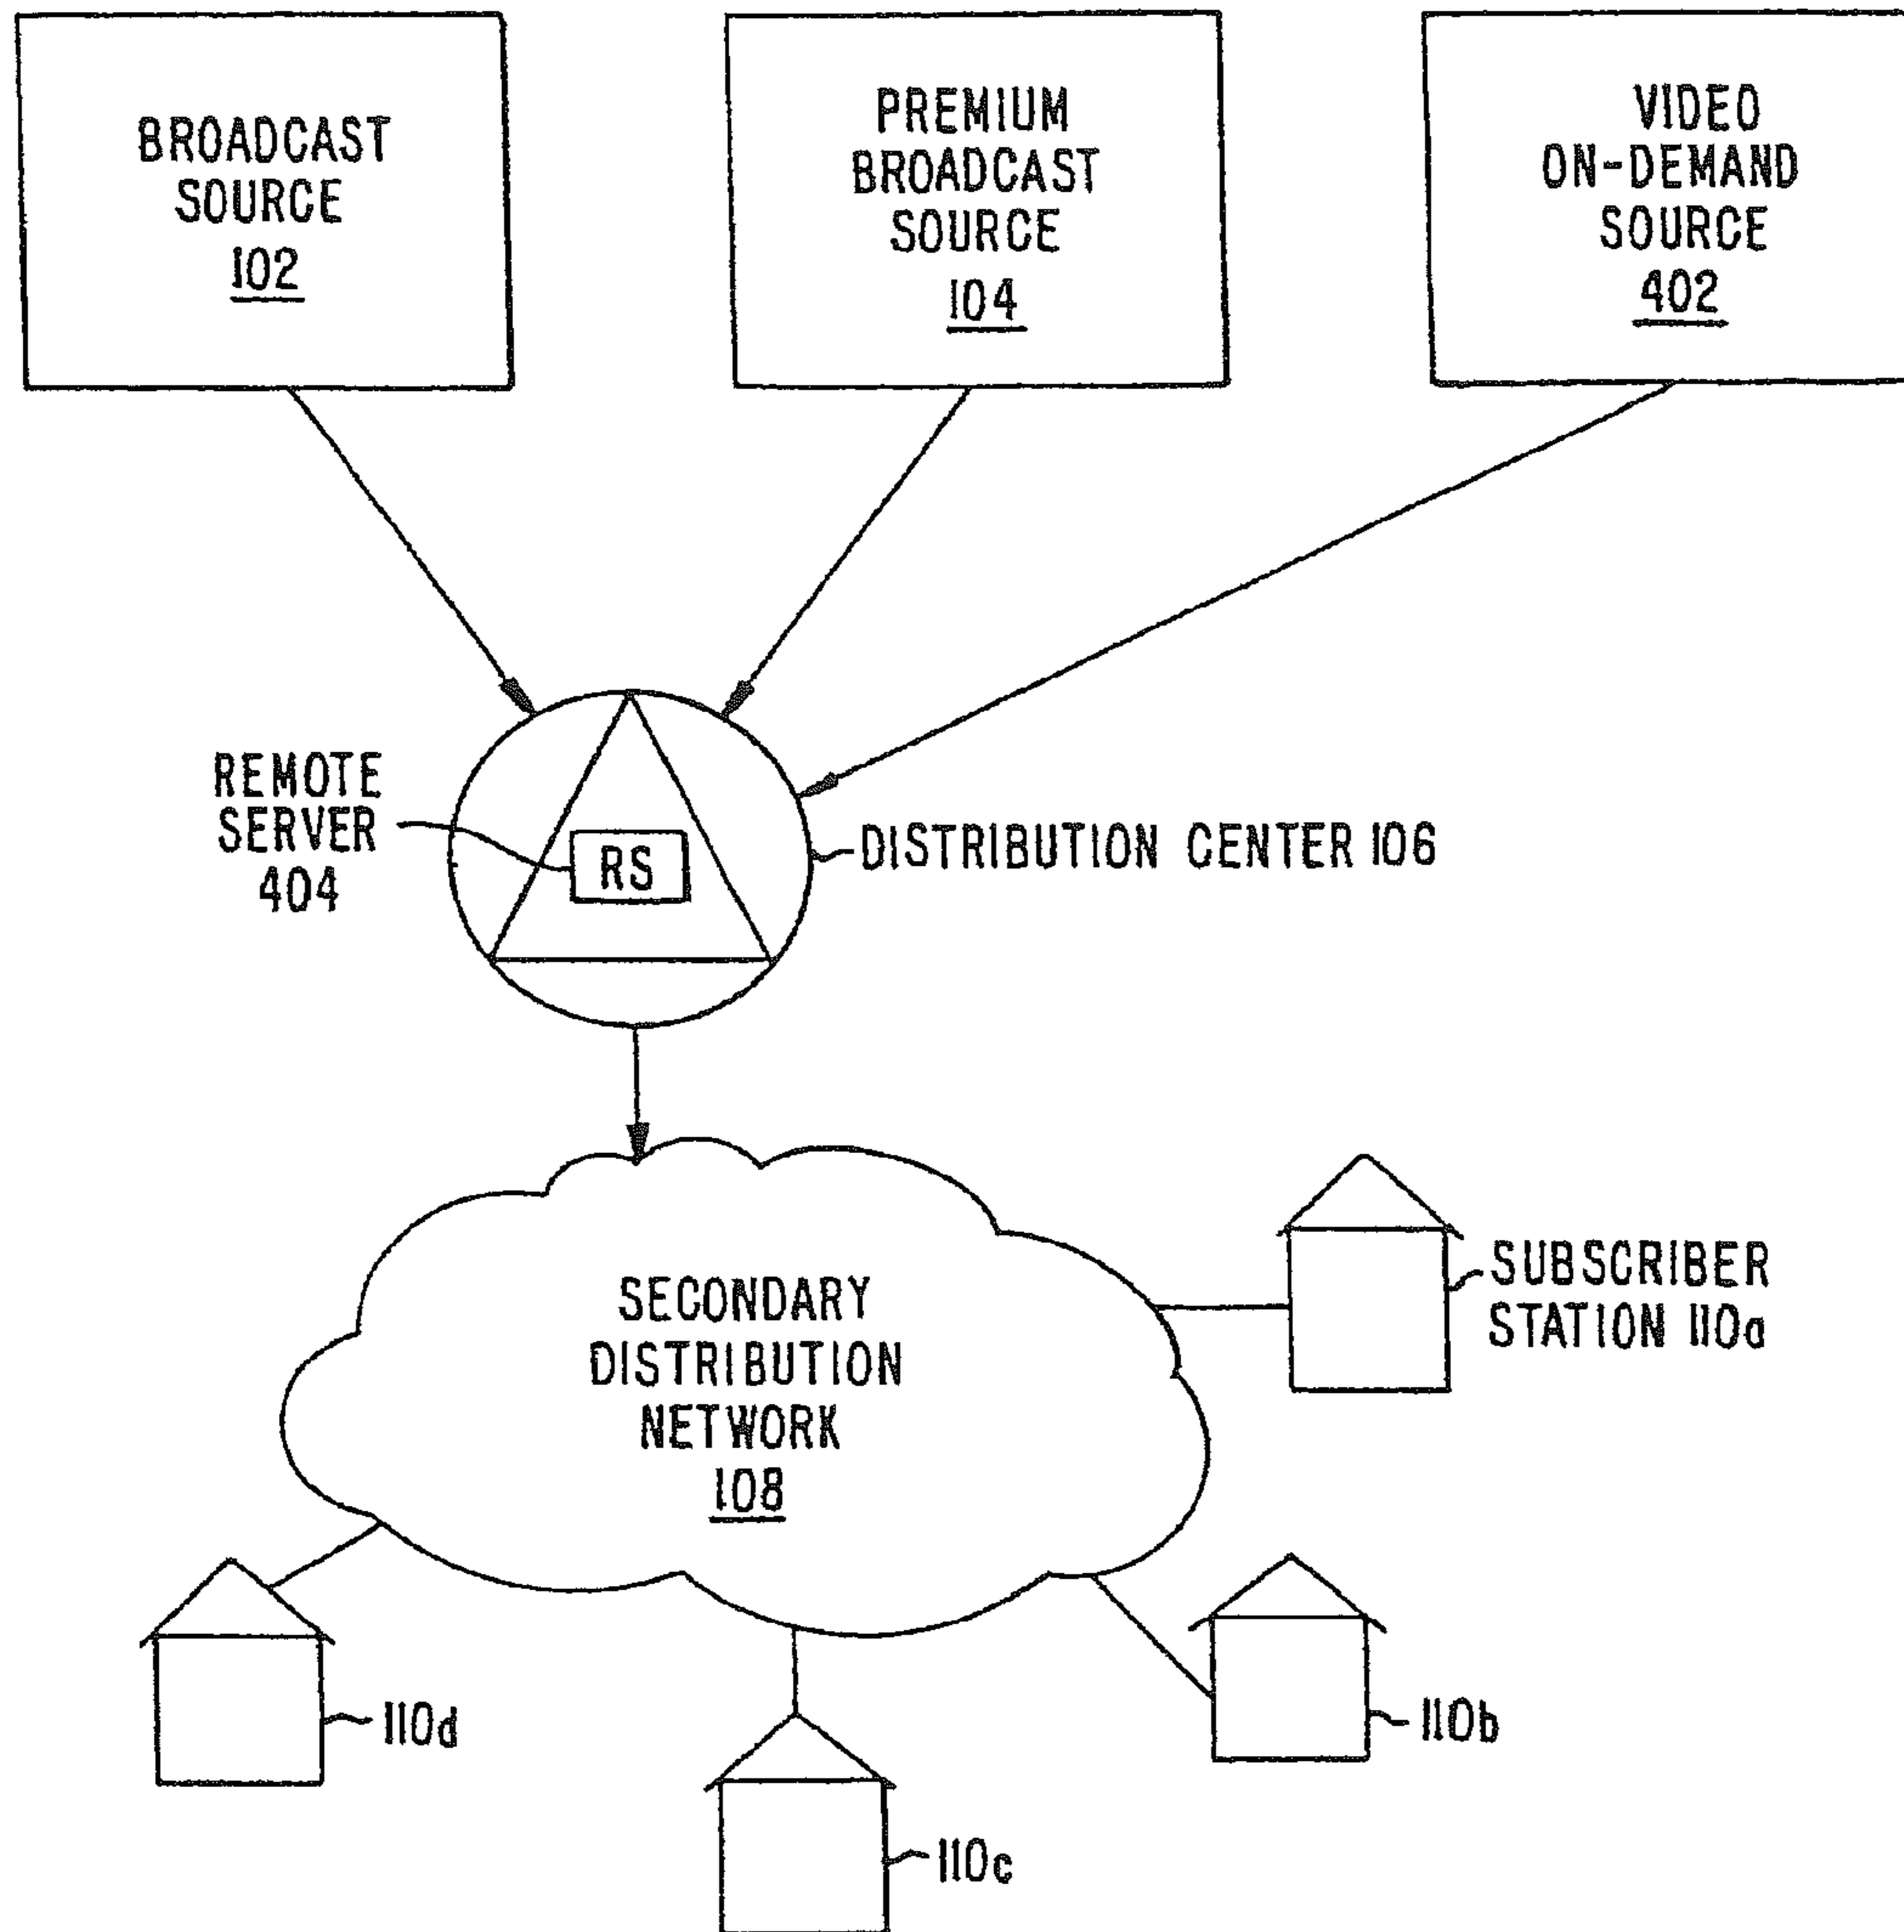 BROADCAST
SOURCE
102
PREMIUM
BROADCAST
SOURCE
104
VIDEO
ON-DEMAND
SOURCE
402
REMOTE
SERVER
404
RS
DISTRIBUTION CENTER 106
SECONDARY
DISTRIBUTION
NETWORK
108
SUBSCRIBER
STATION 110a
110d
110b
110c